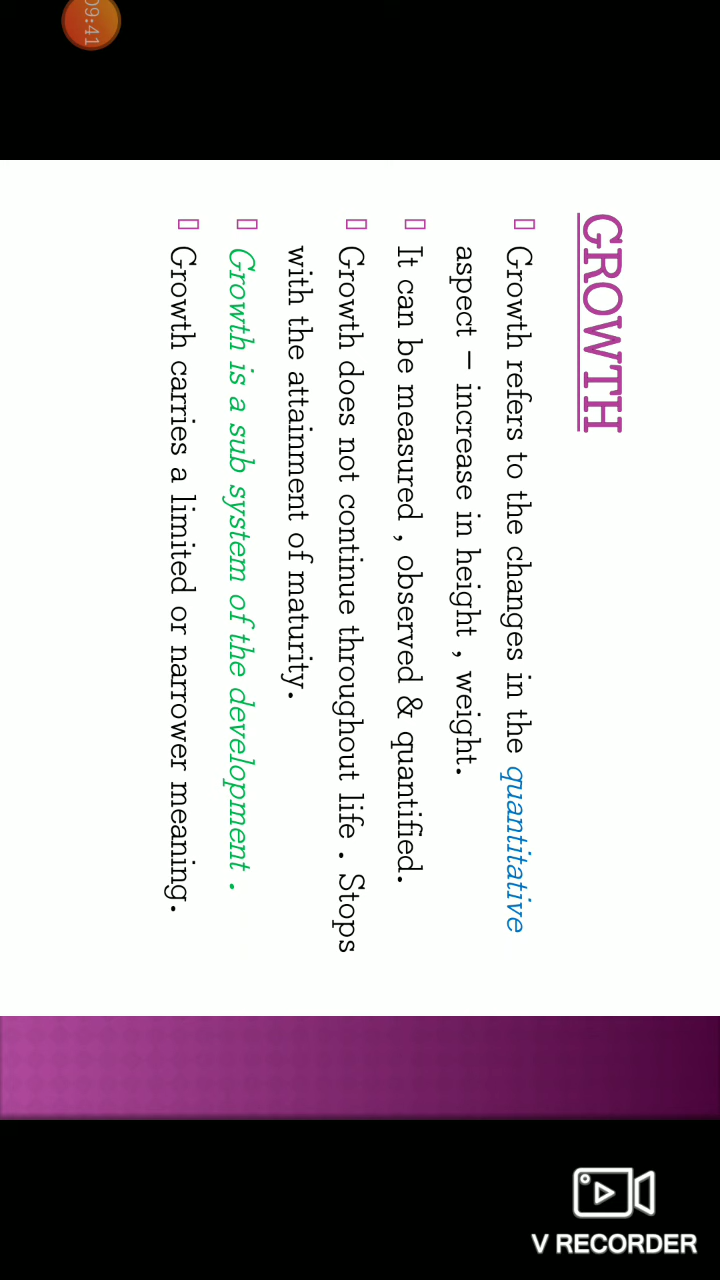 GROWTH
Growth refers to the changes in the quantitative
aspect – increase in height , weight.
It can be measured , observed & quantified.
Growth does not continue throughout life . Stops
with the attainment of maturity.
Growth is a sub system of the development .
Growth carries a limited or narrower meaning.
09:41
V RECORDER